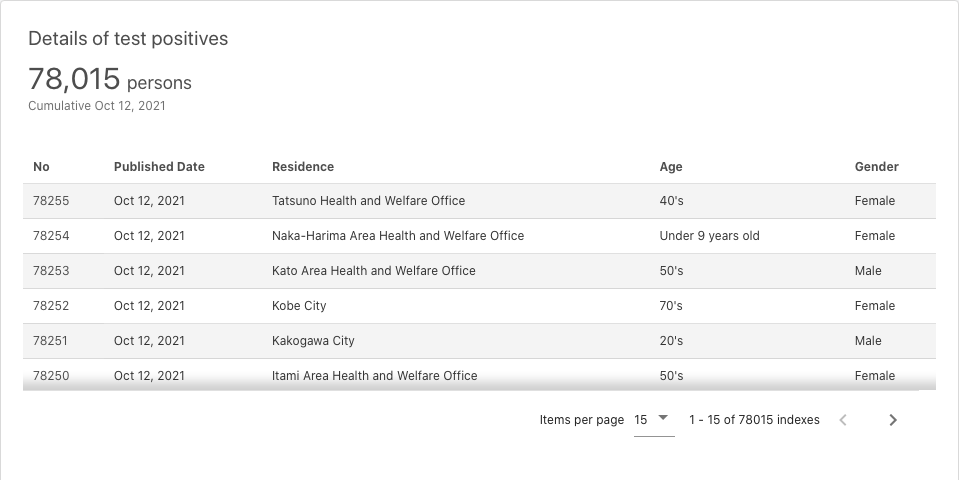 Details of test positives
78,015 persons
Cumulative Oct 12, 2021
No Published Date Residence Age Gender
78255 Oct 12, 2021 Tatsuno Health and Welfare Office 40's Female
78254 Oct 12, 2021 Naka-Harima Area Health and Welfare Office Under 9 years old Female
78253 Oct 12, 2021 Kato Area Health and Welfare Office 50's Male
78252 Oct 12, 2021 Kobe City 70's Female
78251 Oct 12, 2021 Kakogawa City 20's Male
78250 Oct 12, 2021 Itami Area Health and Welfare Office 50's Female
Items per page 15 1 - 15 of 78015 indexes